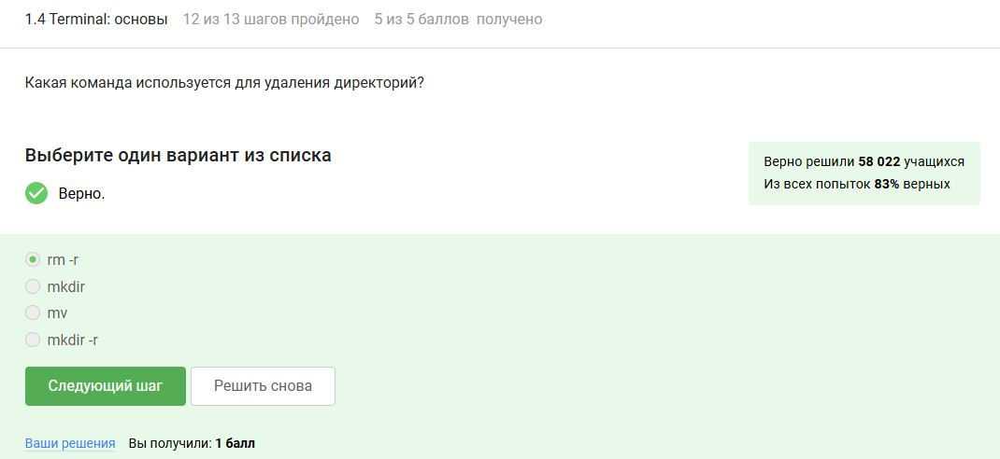 1.4 Terminal: основы 12 из 13 шагов пройдено 5 из 5 баллов получено
Какая команда используется для удаления директорий?
Выберите один вариант из списка
Верно решили 58 022 учащихся
Из всех попыток 83% верных
Верно.
rm -r
mkdir
mv
mkdir -r
Следующий шаг Решить снова
Ваши решения Вы получили: 1 балл